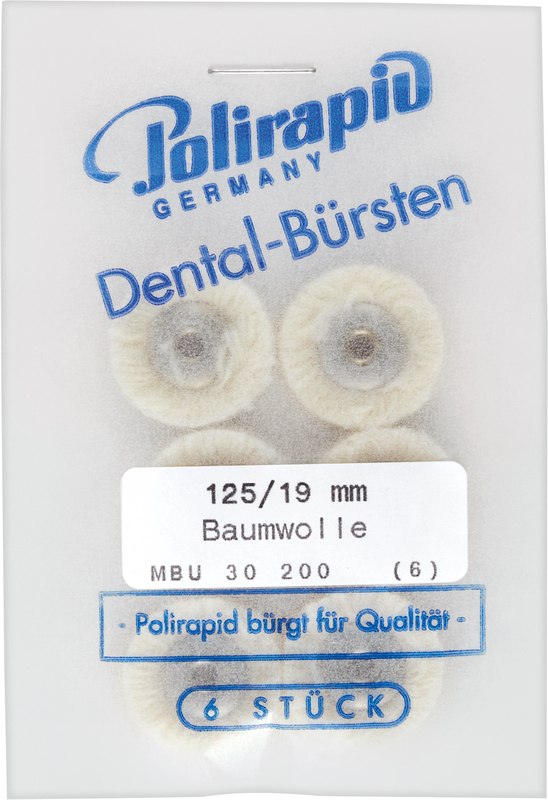 Polirapid
GERMANY
Dental-Bürsten
125/19 mm
Baumwolle
MBU 30 200 (6)
- Polirapid bürgt für Qualität -
6 STÜCK